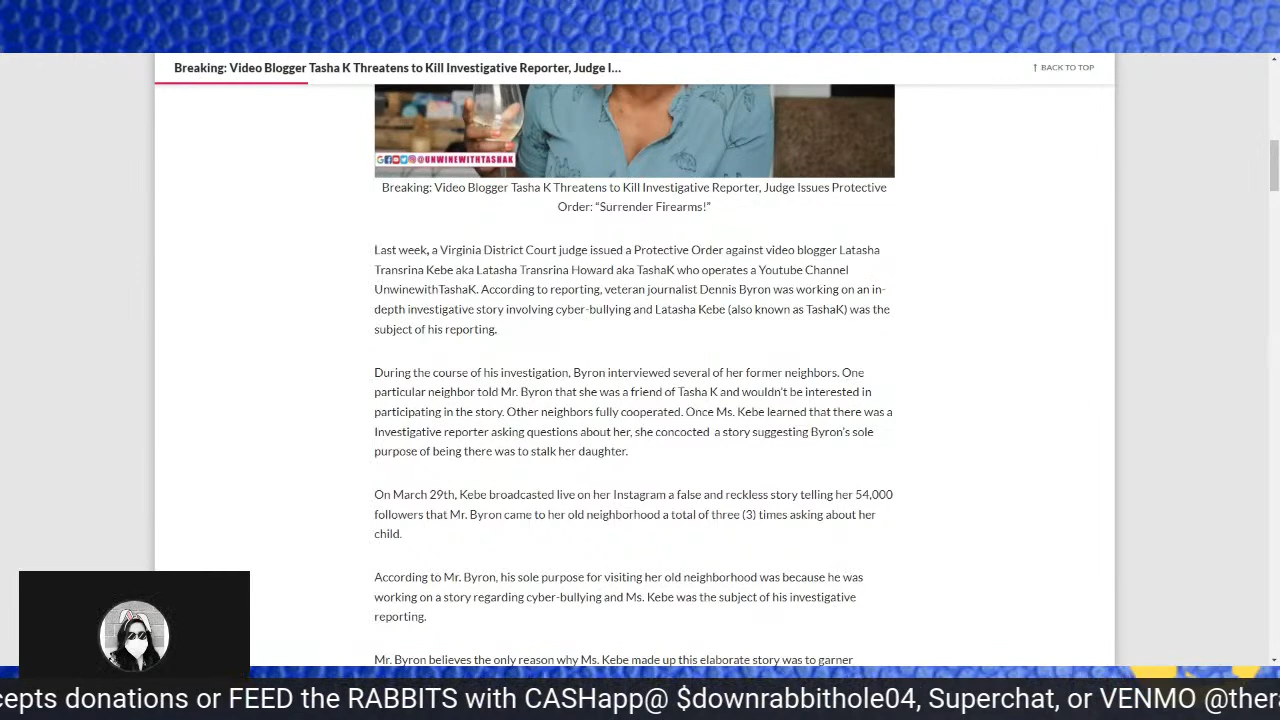 Breaking: Video Blogger Tasha K Threatens to Kill Investigative Reporter, Judge I...
↑ BACK TO TOP
@UNWINEWITHTASHAK
Breaking: Video Blogger Tasha K Threatens to Kill Investigative Reporter, Judge Issues Protective
Order: “Surrender Firearms!”
Last week, a Virginia District Court judge issued a Protective Order against video blogger Latasha
Transrina Kebe aka Latasha Transrina Howard aka TashaK who operates a Youtube Channel
UnwinewithTashaK. According to reporting, veteran journalist Dennis Byron was working on an in-
depth investigative story involving cyber-bullying and Latasha Kebe (also known as TashaK) was the
subject of his reporting.
During the course of his investigation, Byron interviewed several of her former neighbors. One
particular neighbor told Mr. Byron that she was a friend of Tasha K and wouldn’t be interested in
participating in the story. Other neighbors fully cooperated. Once Ms. Kebe learned that there was a
Investigative reporter asking questions about her, she concocted a story suggesting Byron’s sole
purpose of being there was to stalk her daughter.
On March 29th, Kebe broadcasted live on her Instagram a false and reckless story telling her 54,000
followers that Mr. Byron came to her old neighborhood a total of three (3) times asking about her
child.
According to Mr. Byron, his sole purpose for visiting her old neighborhood was because he was
working on a story regarding cyber-bullying and Ms. Kebe was the subject of his investigative
reporting.
Mr. Byron believes the only reason why Ms. Kebe made up this elaborate story was to garner
cepts donations or FEED the RABBITS with CASHapp@ $downrabbithole04, Superchat, or VENMO @thera